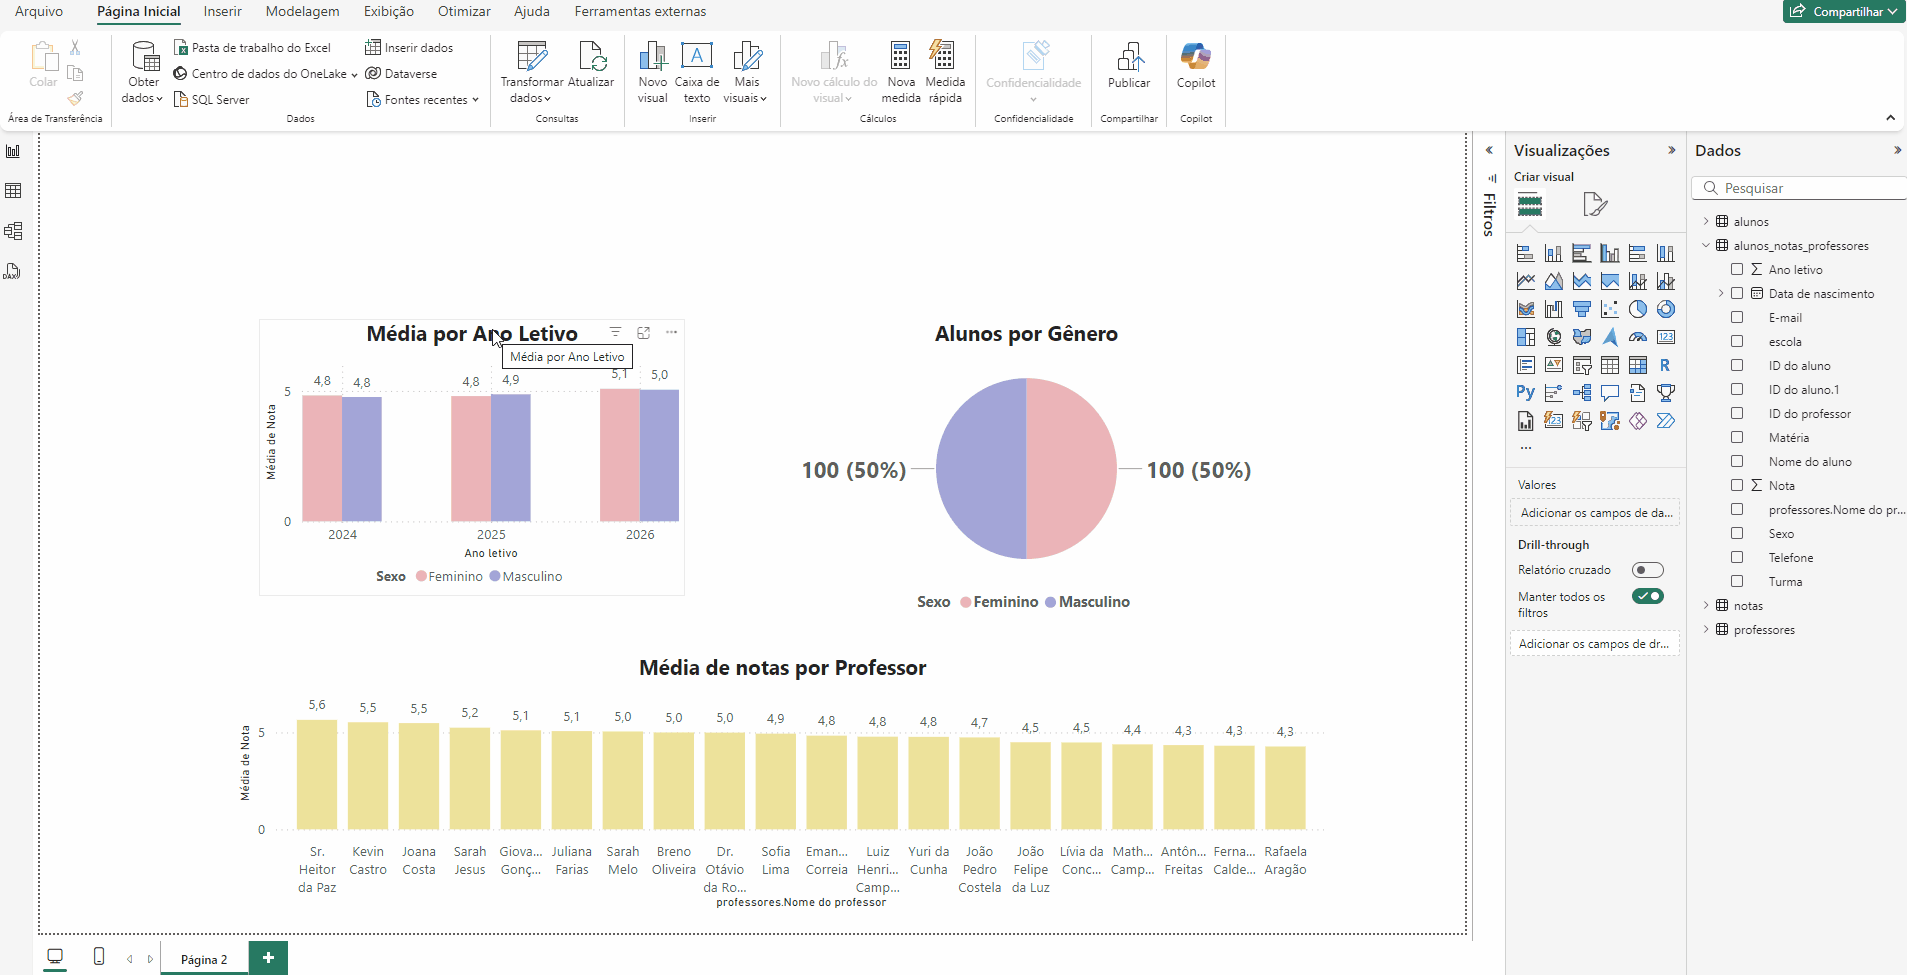 Arquivo
Página Inicial
Inserir
Modelagem
Exibição
Otimizar
Ajuda
Ferramentas externas
Compartilhar
Colar
Área de Transferência
Obter dados
Pasta de trabalho do Excel
Centro de dados do OneLake
SQL Server
Inserir dados
Dataverse
Fontes recentes
Dados
Transformar dados
Atualizar
Consultas
Novo visual
Caixa de texto
Mais visuais
Inserir
Novo cálculo do visual
Nova medida
Medida rápida
Cálculos
Confidencialidade
Confidencialidade
Publicar
Compartilhar
Copilot
Copilot
DAX
Média por Ano Letivo
Média por Ano Letivo
4,8
4,8
4,8
4,9
5,1
5,0
5
0
Média de Nota
2024
2025
2026
Ano letivo
Sexo
Feminino
Masculino
Alunos por Gênero
100 (50%)
100 (50%)
Sexo
Feminino
Masculino
Média de notas por Professor
5,6
5,5
5,5
5,2
5,1
5,1
5,0
5,0
5,0
4,9
4,8
4,8
4,8
4,7
4,5
4,5
4,4
4,3
4,3
4,3
5
0
Média de Nota
Sr. Heitor da Paz
Kevin Castro
Joana Costa
Sarah Jesus
Giova... Gonç...
Juliana Farias
Sarah Melo
Breno Oliveira
Dr. Otávio da Ro...
Sofia Lima
Eman... Correia
Luiz Henri... Camp...
Yuri da Cunha
João Pedro Costela
João Felipe da Luz
Lívia da Conc...
Math... Camp...
Antôn... Freitas
Ferna... Calde...
Rafaela Aragão
professores.Nome do professor
Página 2
+
Filtros
Visualizações
Criar visual
123
R
Py
123
...
Valores
Adicionar os campos de da...
Drill-through
Relatório cruzado
Manter todos os filtros
Adicionar os campos de dr...
Dados
Pesquisar
alunos
alunos_notas_professores
Ano letivo
Data de nascimento
E-mail
escola
ID do aluno
ID do aluno.1
ID do professor
Matéria
Nome do aluno
Nota
professores.Nome do pr...
Sexo
Telefone
Turma
notas
professores